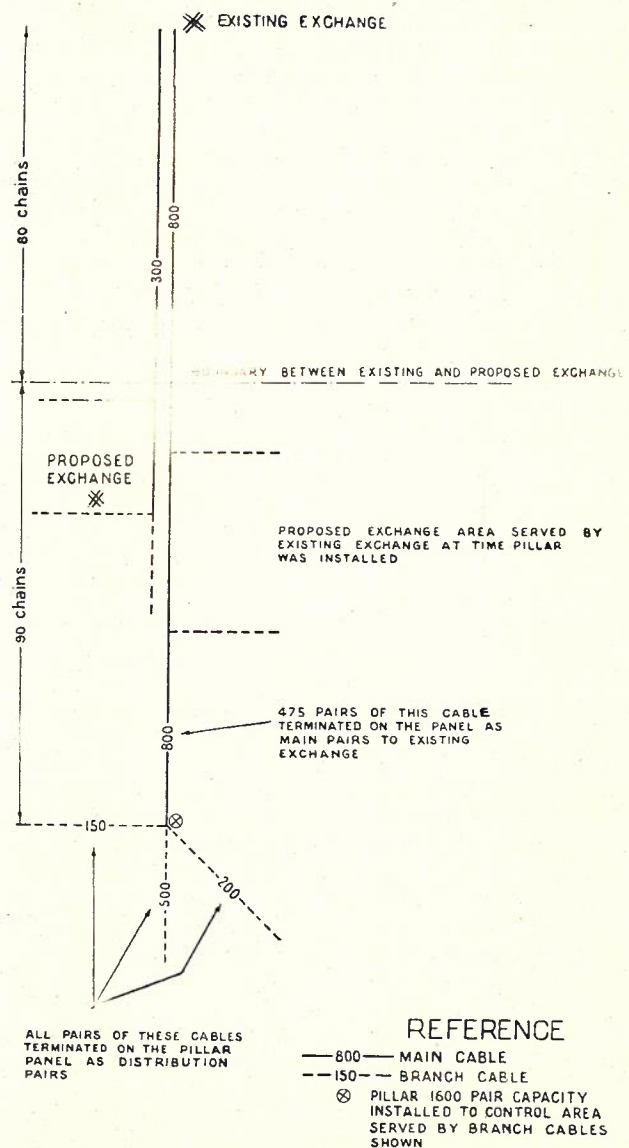 EXISTING EXCHANGE
80 chains
800
300
BETWEEN EXISTING AND PROPOSED EXCHANGE
PROPOSED
EXCHANGE
PROPOSED EXCHANGE AREA SERVED BY
EXISTING EXCHANGE AT TIME PILLAR
WAS INSTALLED
90 chains
475 PAIRS OF THIS CABLE
TERMINATED ON THE PANEL AS
MAIN PAIRS TO EXISTING
EXCHANGE
800
150
500
200
ALL PAIRS OF THESE CABLES
TERMINATED ON THE PILLAR
PANEL AS DISTRIBUTION
PAIRS
REFERENCE
800 MAIN CABLE
150 BRANCH CABLE
PILLAR 1600 PAIR CAPACITY
INSTALLED TO CONTROL AREA
SERVED BY BRANCH CABLES
SHOWN